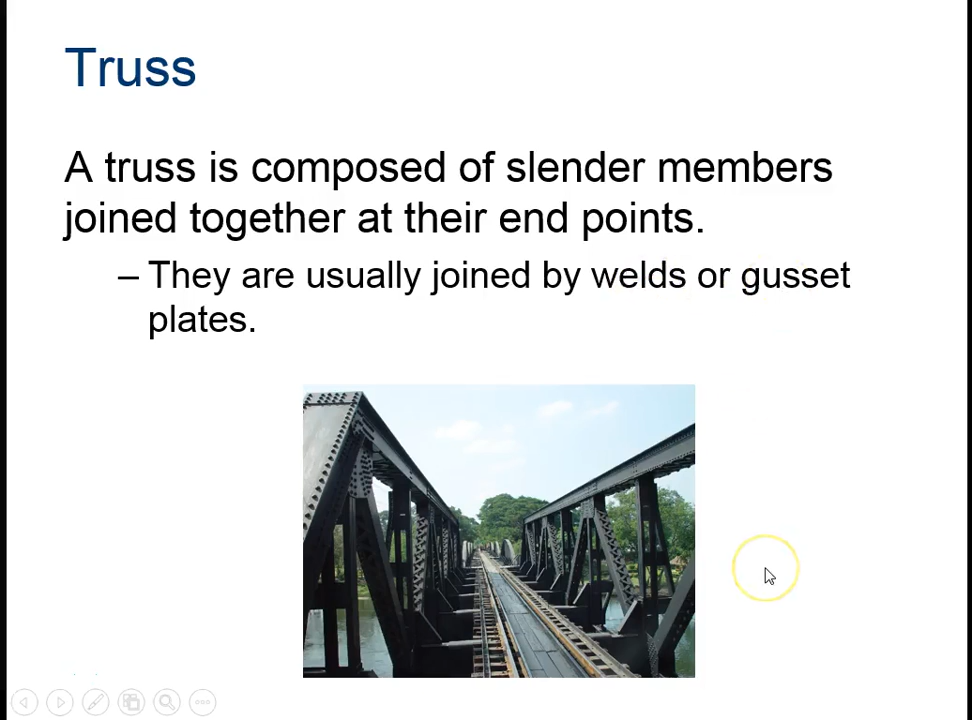 Truss
A truss is composed of slender members
joined together at their end points.
– They are usually joined by welds or gusset
plates.